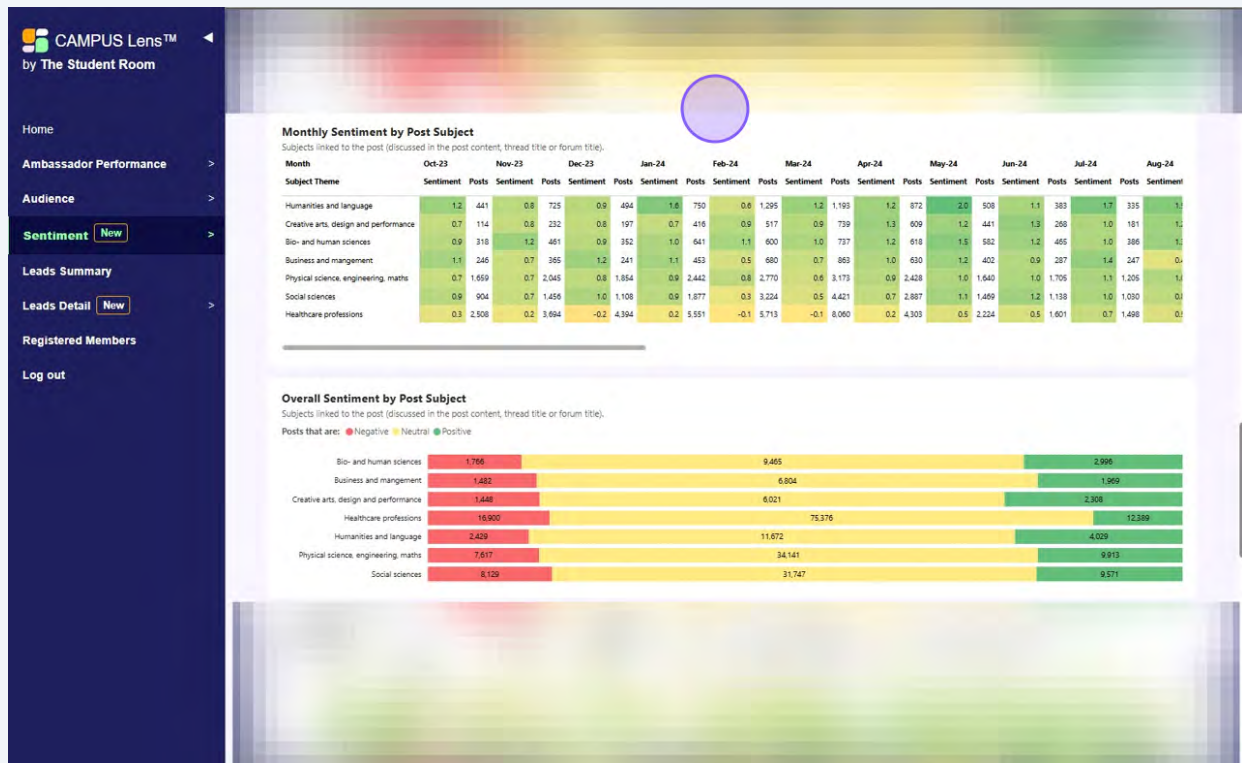 CAMPUS Lens™ ◄
by The Student Room
Home
Ambassador Performance >
Audience >
Sentiment New >
Leads Summary
Leads Detail New >
Registered Members
Log out
Monthly Sentiment by Post Subject
Subjects linked to the post (discussed in the post content, thread title or forum title).
Month Oct-23 Nov-23 Dec-23 Jan-24 Feb-24 Mar-24 Apr-24 May-24 Jun-24 Jul-24 Aug-24
Subject Theme Sentiment Posts Sentiment Posts Sentiment Posts Sentiment Posts Sentiment Posts Sentiment Posts Sentiment Posts Sentiment Posts Sentiment Posts Sentiment Posts Sentiment
Humanities and language 1.2 441 0.8 725 0.9 494 1.6 750 0.6 1,295 1.2 1,193 1.2 872 2.0 508 1.1 383 1.7 335
Creative arts, design and performance 0.7 114 0.8 232 0.8 197 0.7 416 0.9 517 0.9 739 1.3 609 1.2 441 1.3 268 1.0 181
Bio- and human sciences 0.9 318 1.2 461 0.9 352 1.0 641 1.1 600 1.0 737 1.2 618 1.5 582 1.2 465 1.0 386
Business and mangement 1.1 246 0.7 365 1.2 241 1.1 453 0.5 680 0.7 863 1.0 630 1.2 402 0.9 287 1.4 247
Physical science, engineering, maths 0.7 1,659 0.7 2,045 0.8 1,854 0.9 2,442 0.8 2,770 0.6 3,173 0.9 2,428 1.0 1,640 1.0 1,705 1.1 1,205
Social sciences 0.9 904 0.7 1,456 1.0 1,108 0.9 1,877 0.3 3,224 0.5 4,421 0.7 2,887 1.1 1,469 1.2 1,138 1.0 1,030
Healthcare professions 0.3 2,508 0.2 3,694 -0.2 4,394 0.2 5,551 -0.1 5,713 -0.1 8,060 0.2 4,303 0.5 2,224 0.5 1,601 0.7 1,498
Overall Sentiment by Post Subject
Subjects linked to the post (discussed in the post content, thread title or forum title).
Posts that are: Negative Neutral Positive
Bio- and human sciences 1,766 9,465 2,996
Business and mangement 1,482 6,804 1,969
Creative arts, design and performance 1,448 6,021 2,308
Healthcare professions 16,900 75,376 12,389
Humanities and language 2,429 11,672 4,029
Physical science, engineering, maths 7,617 34,141 9,913
Social sciences 8,129 31,747 9,571